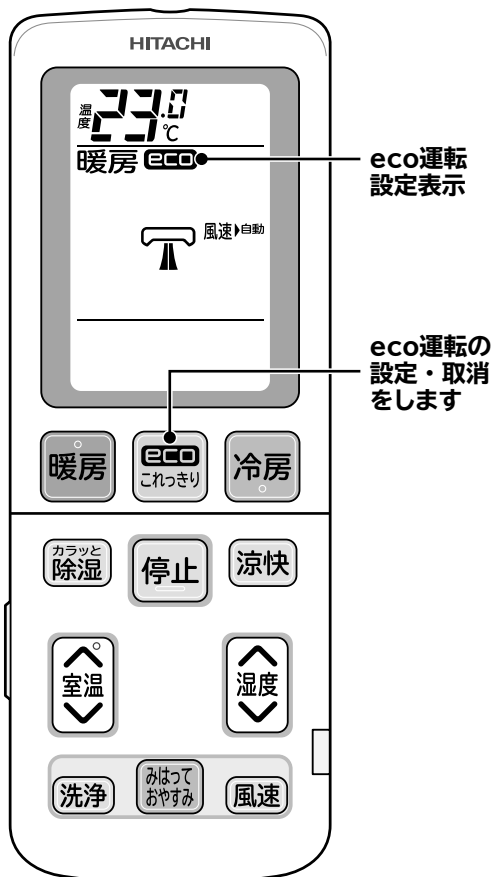 HITACHI
温度 23.0 ℃
暖房 eco
eco運転
設定表示
風速 自動
eco運転の
設定・取消
をします
暖房
eco
これっきり
冷房
カラッと
除湿
停止
涼快
室温
湿度
洗浄
みはって
おやすみ
風速